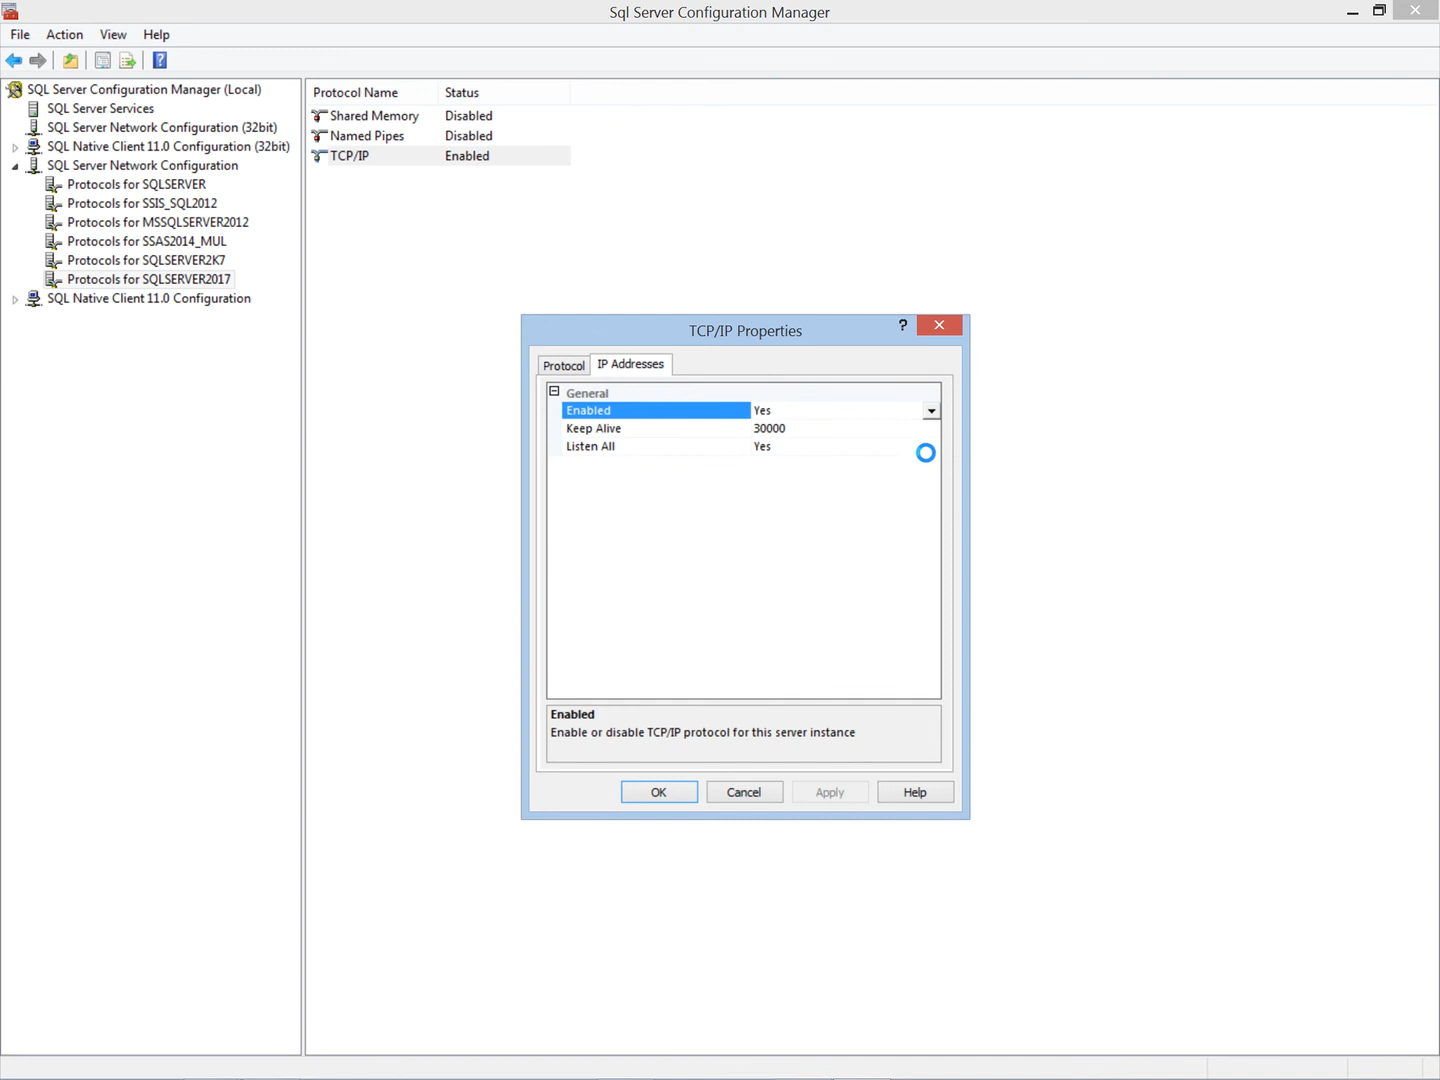 Sql Server Configuration Manager
File Action View Help
?
SQL Server Configuration Manager (Local)
SQL Server Services
SQL Server Network Configuration (32bit)
SQL Native Client 11.0 Configuration (32bit)
SQL Server Network Configuration
Protocols for SQLSERVER
Protocols for SSIS_SQL2012
Protocols for MSSQLSERVER2012
Protocols for SSAS2014_MUL
Protocols for SQLSERVER2K7
Protocols for SQLSERVER2017
SQL Native Client 11.0 Configuration
Protocol Name Status
Shared Memory Disabled
Named Pipes Disabled
TCP/IP Enabled
TCP/IP Properties ?
Protocol IP Addresses
General
Enabled Yes
Keep Alive 30000
Listen All Yes
Enabled
Enable or disable TCP/IP protocol for this server instance
OK Cancel Apply Help